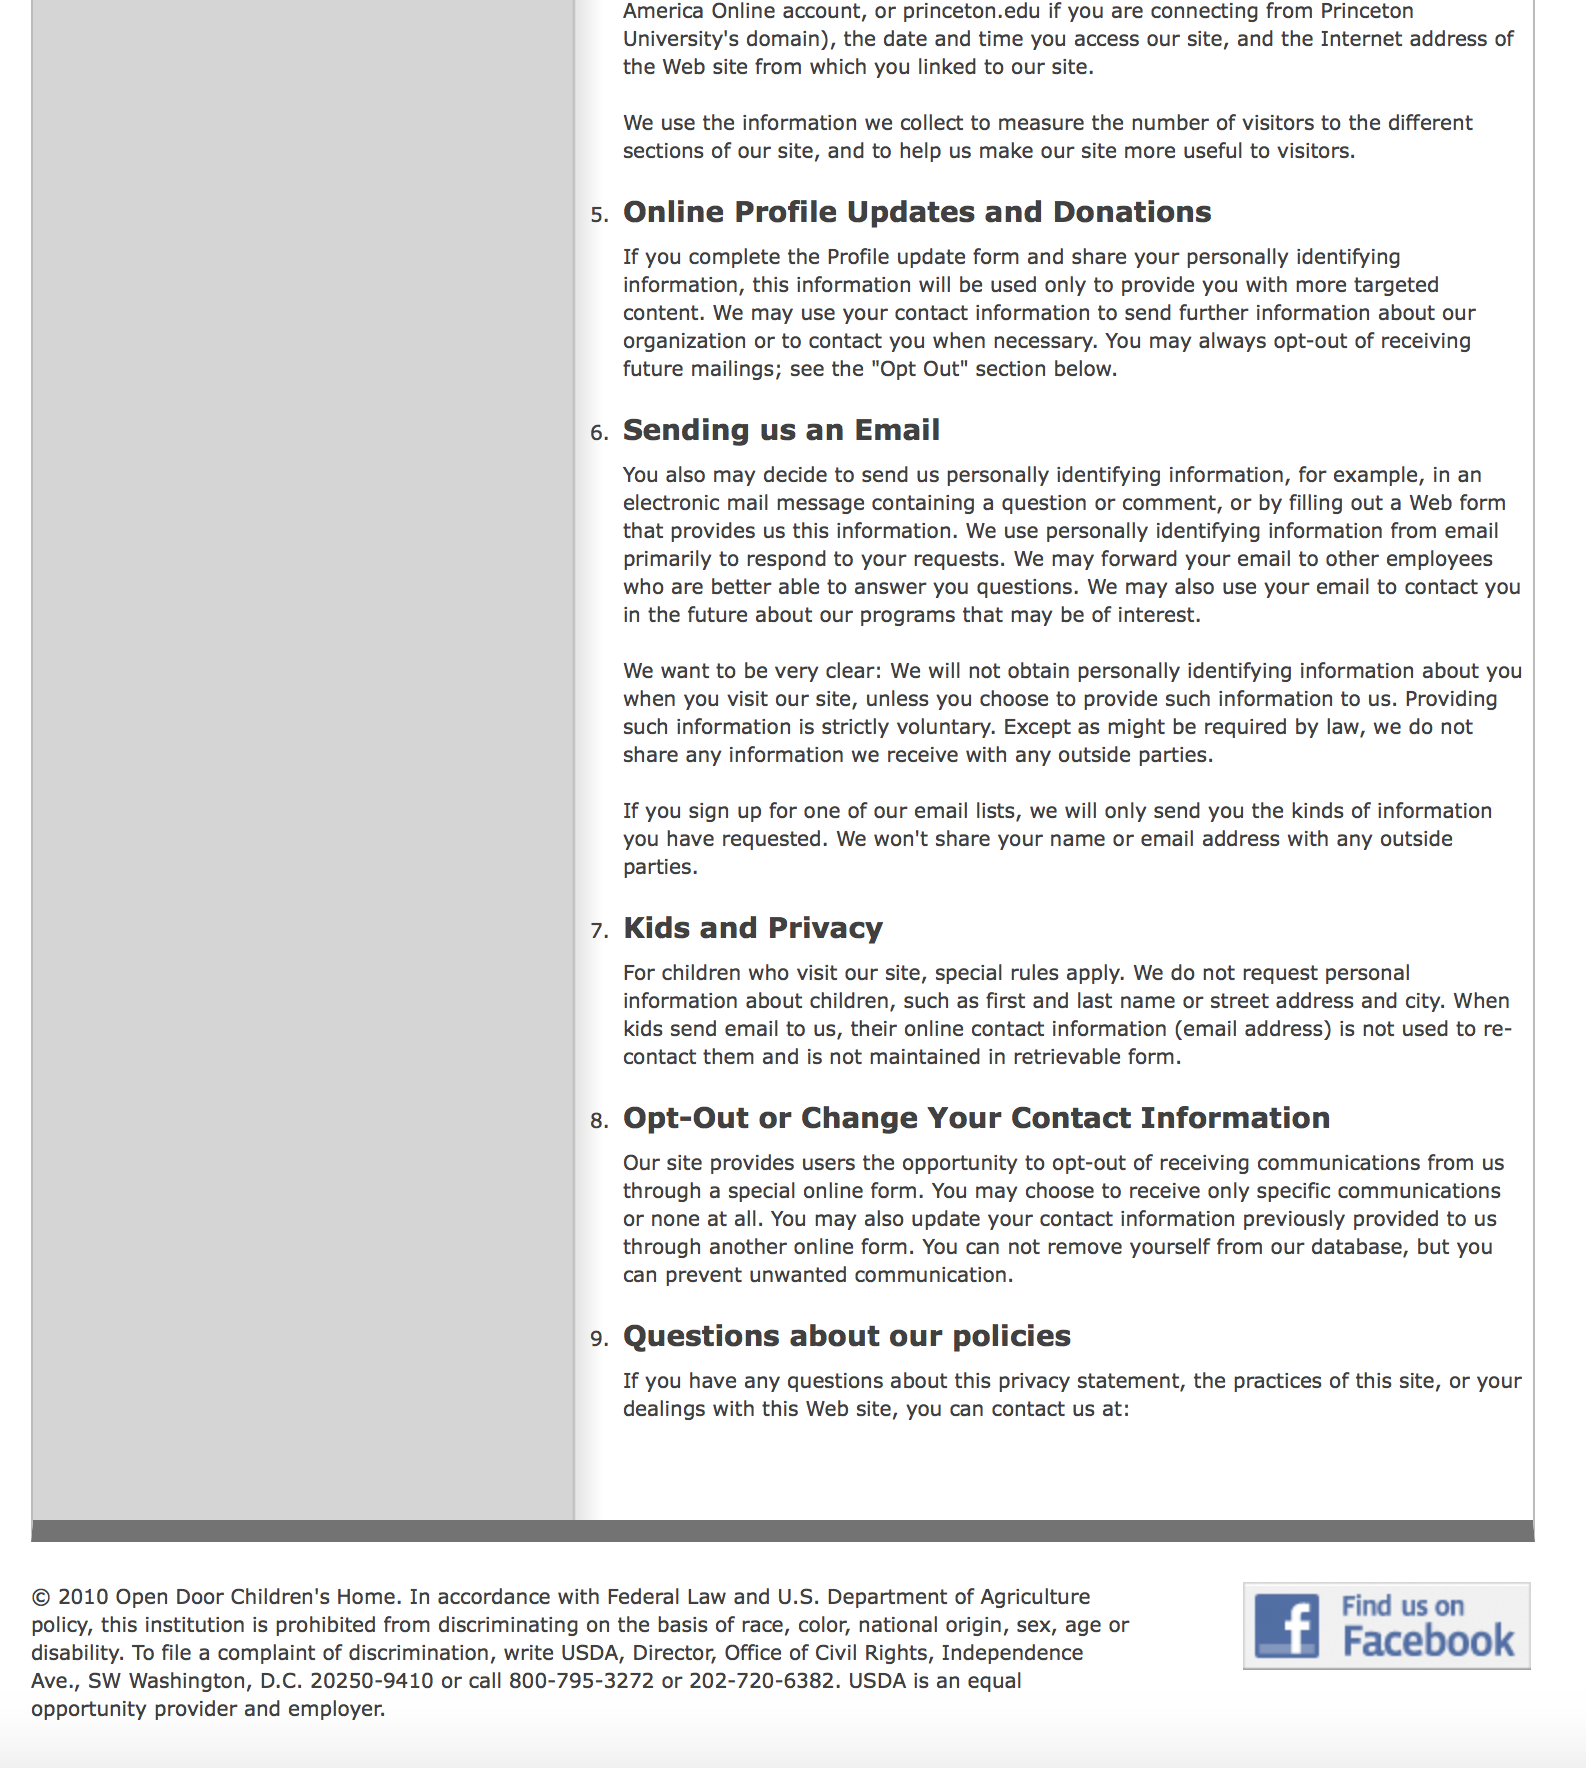 America Online account, or princeton.edu if you are connecting from Princeton
University's domain), the date and time you access our site, and the Internet address of
the Web site from which you linked to our site.
We use the information we collect to measure the number of visitors to the different
sections of our site, and to help us make our site more useful to visitors.
5. Online Profile Updates and Donations
If you complete the Profile update form and share your personally identifying
information, this information will be used only to provide you with more targeted
content. We may use your contact information to send further information about our
organization or to contact you when necessary. You may always opt-out of receiving
future mailings; see the "Opt Out" section below.
6. Sending us an Email
You also may decide to send us personally identifying information, for example, in an
electronic mail message containing a question or comment, or by filling out a Web form
that provides us this information. We use personally identifying information from email
primarily to respond to your requests. We may forward your email to other employees
who are better able to answer you questions. We may also use your email to contact you
in the future about our programs that may be of interest.
We want to be very clear: We will not obtain personally identifying information about you
when you visit our site, unless you choose to provide such information to us. Providing
such information is strictly voluntary. Except as might be required by law, we do not
share any information we receive with any outside parties.
If you sign up for one of our email lists, we will only send you the kinds of information
you have requested. We won't share your name or email address with any outside
parties.
7. Kids and Privacy
For children who visit our site, special rules apply. We do not request personal
information about children, such as first and last name or street address and city. When
kids send email to us, their online contact information (email address) is not used to re-
contact them and is not maintained in retrievable form.
8. Opt-Out or Change Your Contact Information
Our site provides users the opportunity to opt-out of receiving communications from us
through a special online form. You may choose to receive only specific communications
or none at all. You may also update your contact information previously provided to us
through another online form. You can not remove yourself from our database, but you
can prevent unwanted communication.
9. Questions about our policies
If you have any questions about this privacy statement, the practices of this site, or your
dealings with this Web site, you can contact us at:
© 2010 Open Door Children's Home. In accordance with Federal Law and U.S. Department of Agriculture
policy, this institution is prohibited from discriminating on the basis of race, color, national origin, sex, age or
disability. To file a complaint of discrimination, write USDA, Director, Office of Civil Rights, Independence
Ave., SW Washington, D.C. 20250-9410 or call 800-795-3272 or 202-720-6382. USDA is an equal
opportunity provider and employer.
f Find us on
Facebook